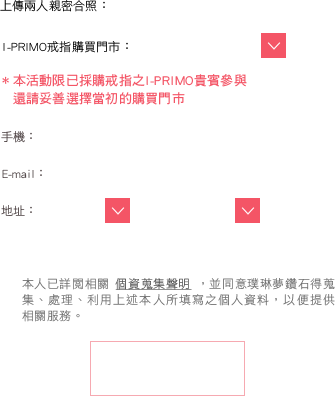 上傳兩人親密合照：
I-PRIMO戒指購買門市：
＊本活動限已採購戒指之I-PRIMO貴賓參與
還請妥善選擇當初的購買門市
手機：
E-mail：
地址：
本人已詳閱相關 個資蒐集聲明 ，並同意璞琳夢鑽石得蒐
集、處理、利用上述本人所填寫之個人資料，以便提供
相關服務。